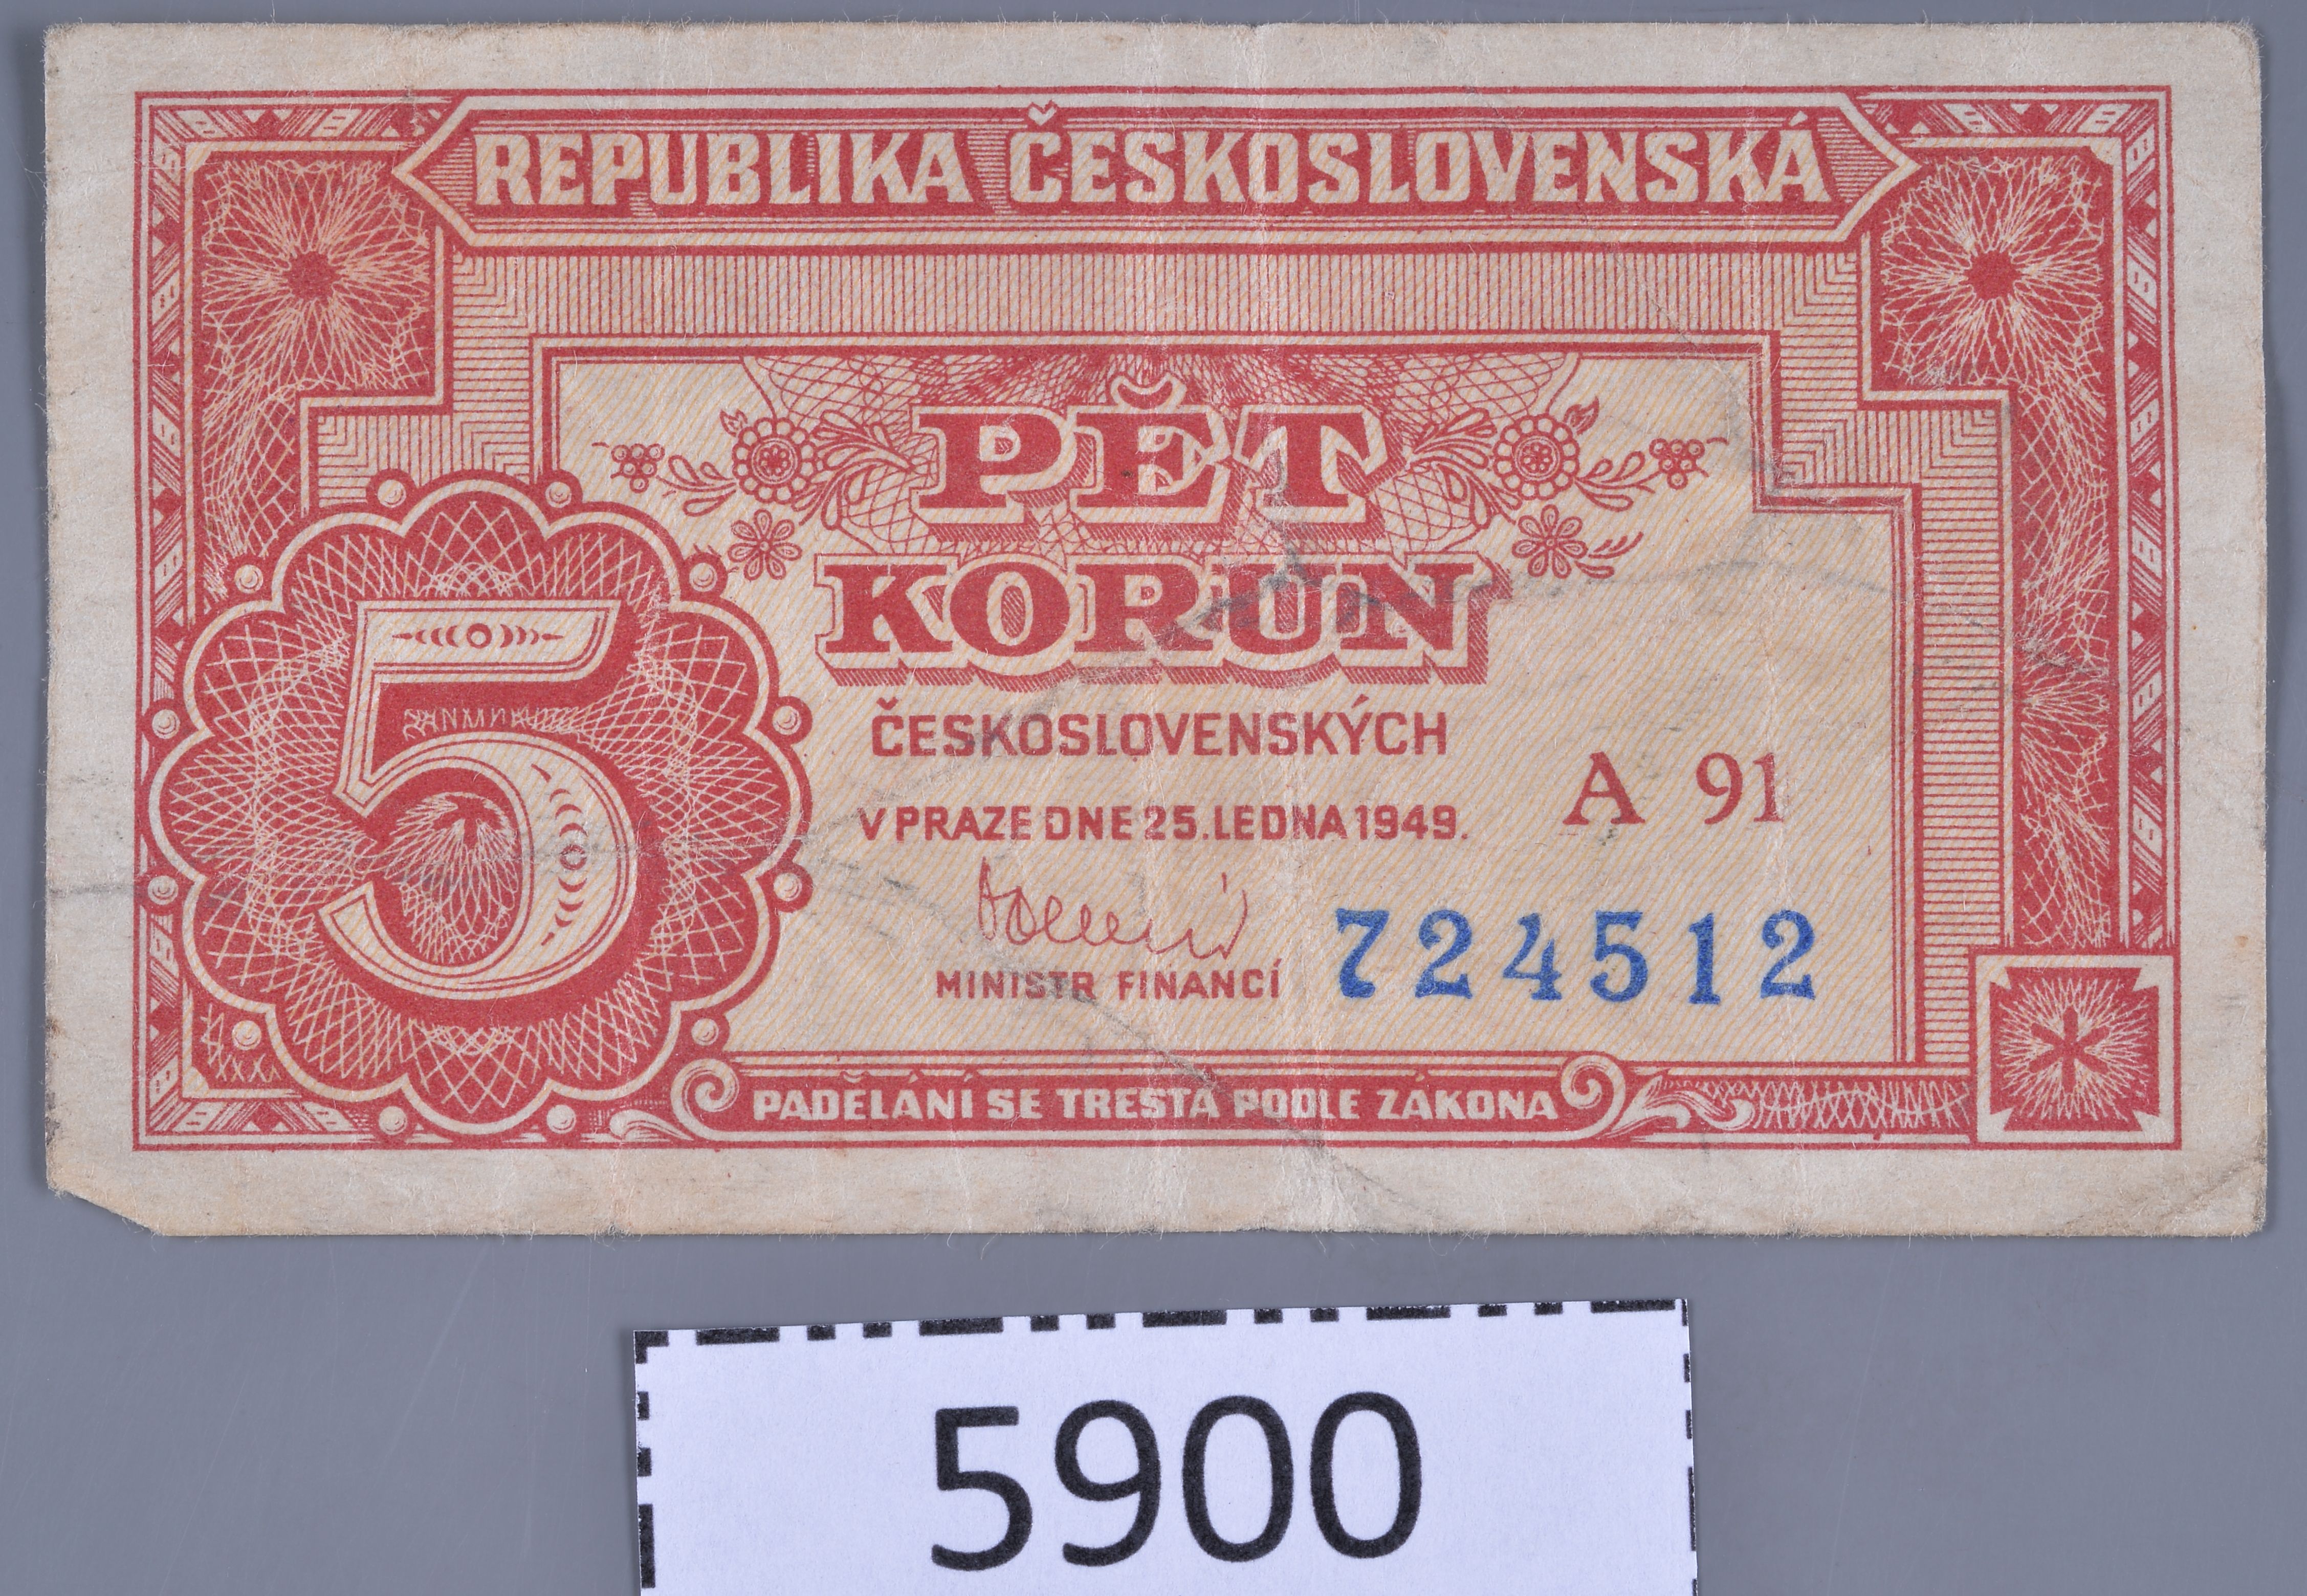 REPUBLIKA ČESKOSLOVENSKÁ
PĚT
KORUN
5
ČESKOSLOVENSKÝCH
A 91
V PRAZE DNE 25. LEDNA 1949.
724512
MINISTR FINANCÍ
PADĚLÁNÍ SE TRESTÁ PODLE ZÁKONA
5900